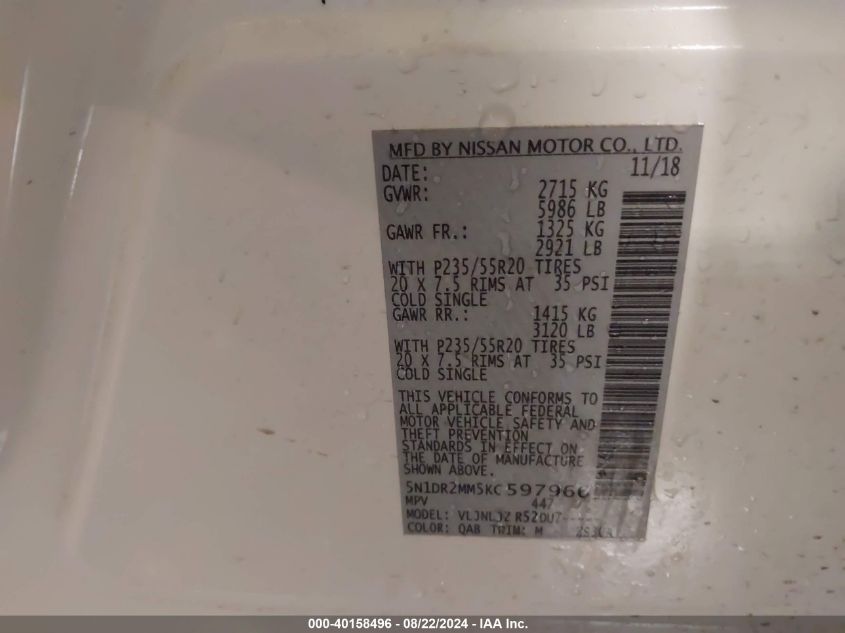 MFD BY NISSAN MOTOR CO., LTD.
DATE: 11/18
GVWR: 2715 KG
5986 LB
GAWR FR.: 1325 KG
2921 LB
WITH P235/55R20 TIRES
20 X 7.5 RIMS AT 35 PSI
COLD SINGLE
GAWR RR.: 1415 KG
3120 LB
WITH P235/55R20 TIRES
20 X 7.5 RIMS AT 35 PSI
COLD SINGLE
THIS VEHICLE CONFORMS TO
ALL APPLICABLE FEDERAL
MOTOR VEHICLE SAFETY AND
THEFT PREVENTION
STANDARDS IN EFFECT ON
THE DATE OF MANUFACTURE
SHOWN ABOVE.
5N1DR2MM5KC597966
MPV 447
MODEL:
COLOR: QAB TRIM: M
000-40158496 - 08/22/2024 - IAA Inc.